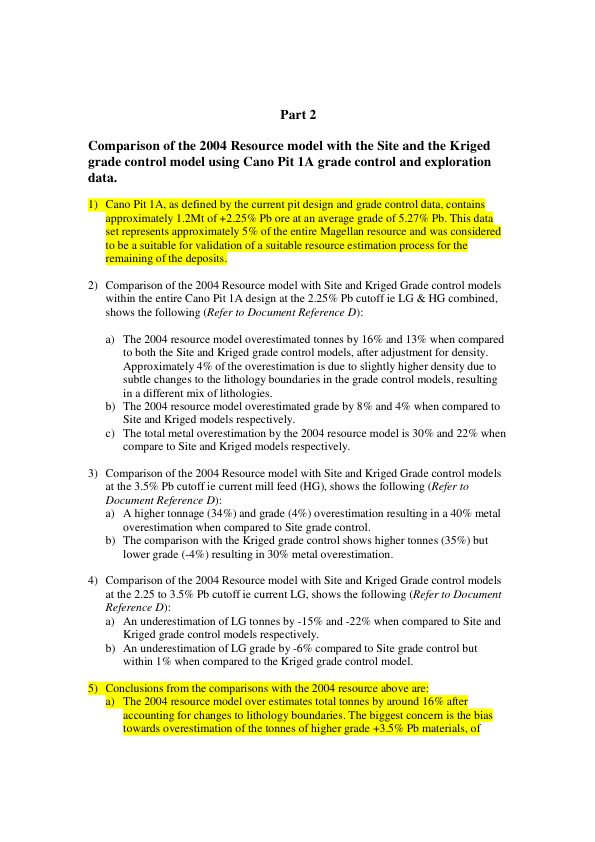 Part 2
Comparison of the 2004 Resource model with the Site and the Kriged
grade control model using Cano Pit 1A grade control and exploration
data.
1) Cano Pit 1A, as defined by the current pit design and grade control data, contains
approximately 1.2Mt of +2.25% Pb ore at an average grade of 5.27% Pb. This data
set represents approximately 5% of the entire Magellan resource and was considered
to be a suitable for validation of a suitable resource estimation process for the
remaining of the deposits.
2) Comparison of the 2004 Resource model with Site and Kriged Grade control models
within the entire Cano Pit 1A design at the 2.25% Pb cutoff ie LG & HG combined,
shows the following (Refer to Document Reference D):
a) The 2004 resource model overestimated tonnes by 16% and 13% when compared
to both the Site and Kriged grade control models, after adjustment for density.
Approximately 4% of the overestimation is due to slightly higher density due to
subtle changes to the lithology boundaries in the grade control models, resulting
in a different mix of lithologies.
b) The 2004 resource model overestimated grade by 8% and 4% when compared to
Site and Kriged models respectively.
c) The total metal overestimation by the 2004 resource model is 30% and 22% when
compare to Site and Kriged models respectively.
3) Comparison of the 2004 Resource model with Site and Kriged Grade control models
at the 3.5% Pb cutoff ie current mill feed (HG), shows the following (Refer to
Document Reference D):
a) A higher tonnage (34%) and grade (4%) overestimation resulting in a 40% metal
overestimation when compared to Site grade control.
b) The comparison with the Kriged grade control shows higher tonnes (35%) but
lower grade (-4%) resulting in 30% metal overestimation.
4) Comparison of the 2004 Resource model with Site and Kriged Grade control models
at the 2.25 to 3.5% Pb cutoff ie current LG, shows the following (Refer to Document
Reference D):
a) An underestimation of LG tonnes by -15% and -22% when compared to Site and
Kriged grade control models respectively.
b) An underestimation of LG grade by -6% compared to Site grade control but
within 1% when compared to the Kriged grade control model.
5) Conclusions from the comparisons with the 2004 resource above are:
a) The 2004 resource model over estimates total tonnes by around 16% after
accounting for changes to lithology boundaries. The biggest concern is the bias
towards overestimation of the tonnes of higher grade +3.5% Pb materials, of